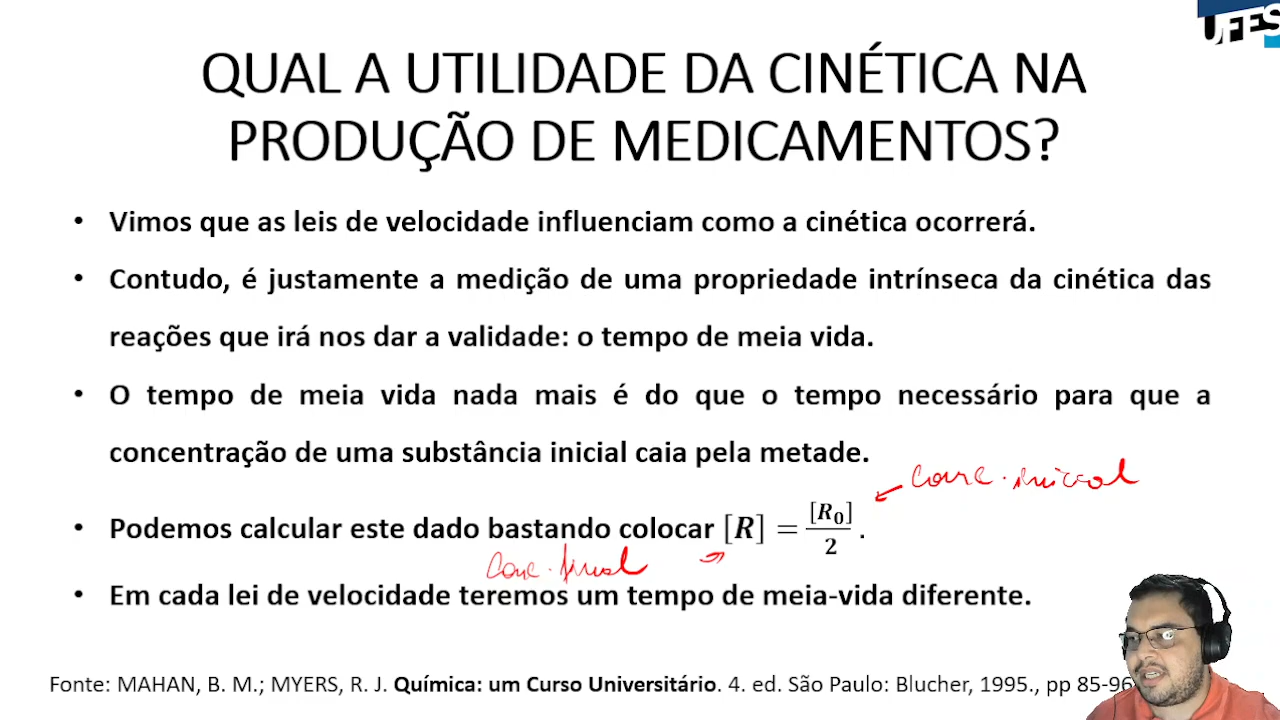 UFES
QUAL A UTILIDADE DA CINÉTICA NA
PRODUÇÃO DE MEDICAMENTOS?
• Vimos que as leis de velocidade influenciam como a cinética ocorrerá.
• Contudo, é justamente a medição de uma propriedade intrínseca da cinética das
reações que irá nos dar a validade: o tempo de meia vida.
• O tempo de meia vida nada mais é do que o tempo necessário para que a
concentração de uma substância inicial caia pela metade.
conc. inicial
• Podemos calcular este dado bastando colocar [R] = [R₀]/2 .
conc. final
• Em cada lei de velocidade teremos um tempo de meia-vida diferente.
Fonte: MAHAN, B. M.; MYERS, R. J. Química: um Curso Universitário. 4. ed. São Paulo: Blucher, 1995., pp 85-96